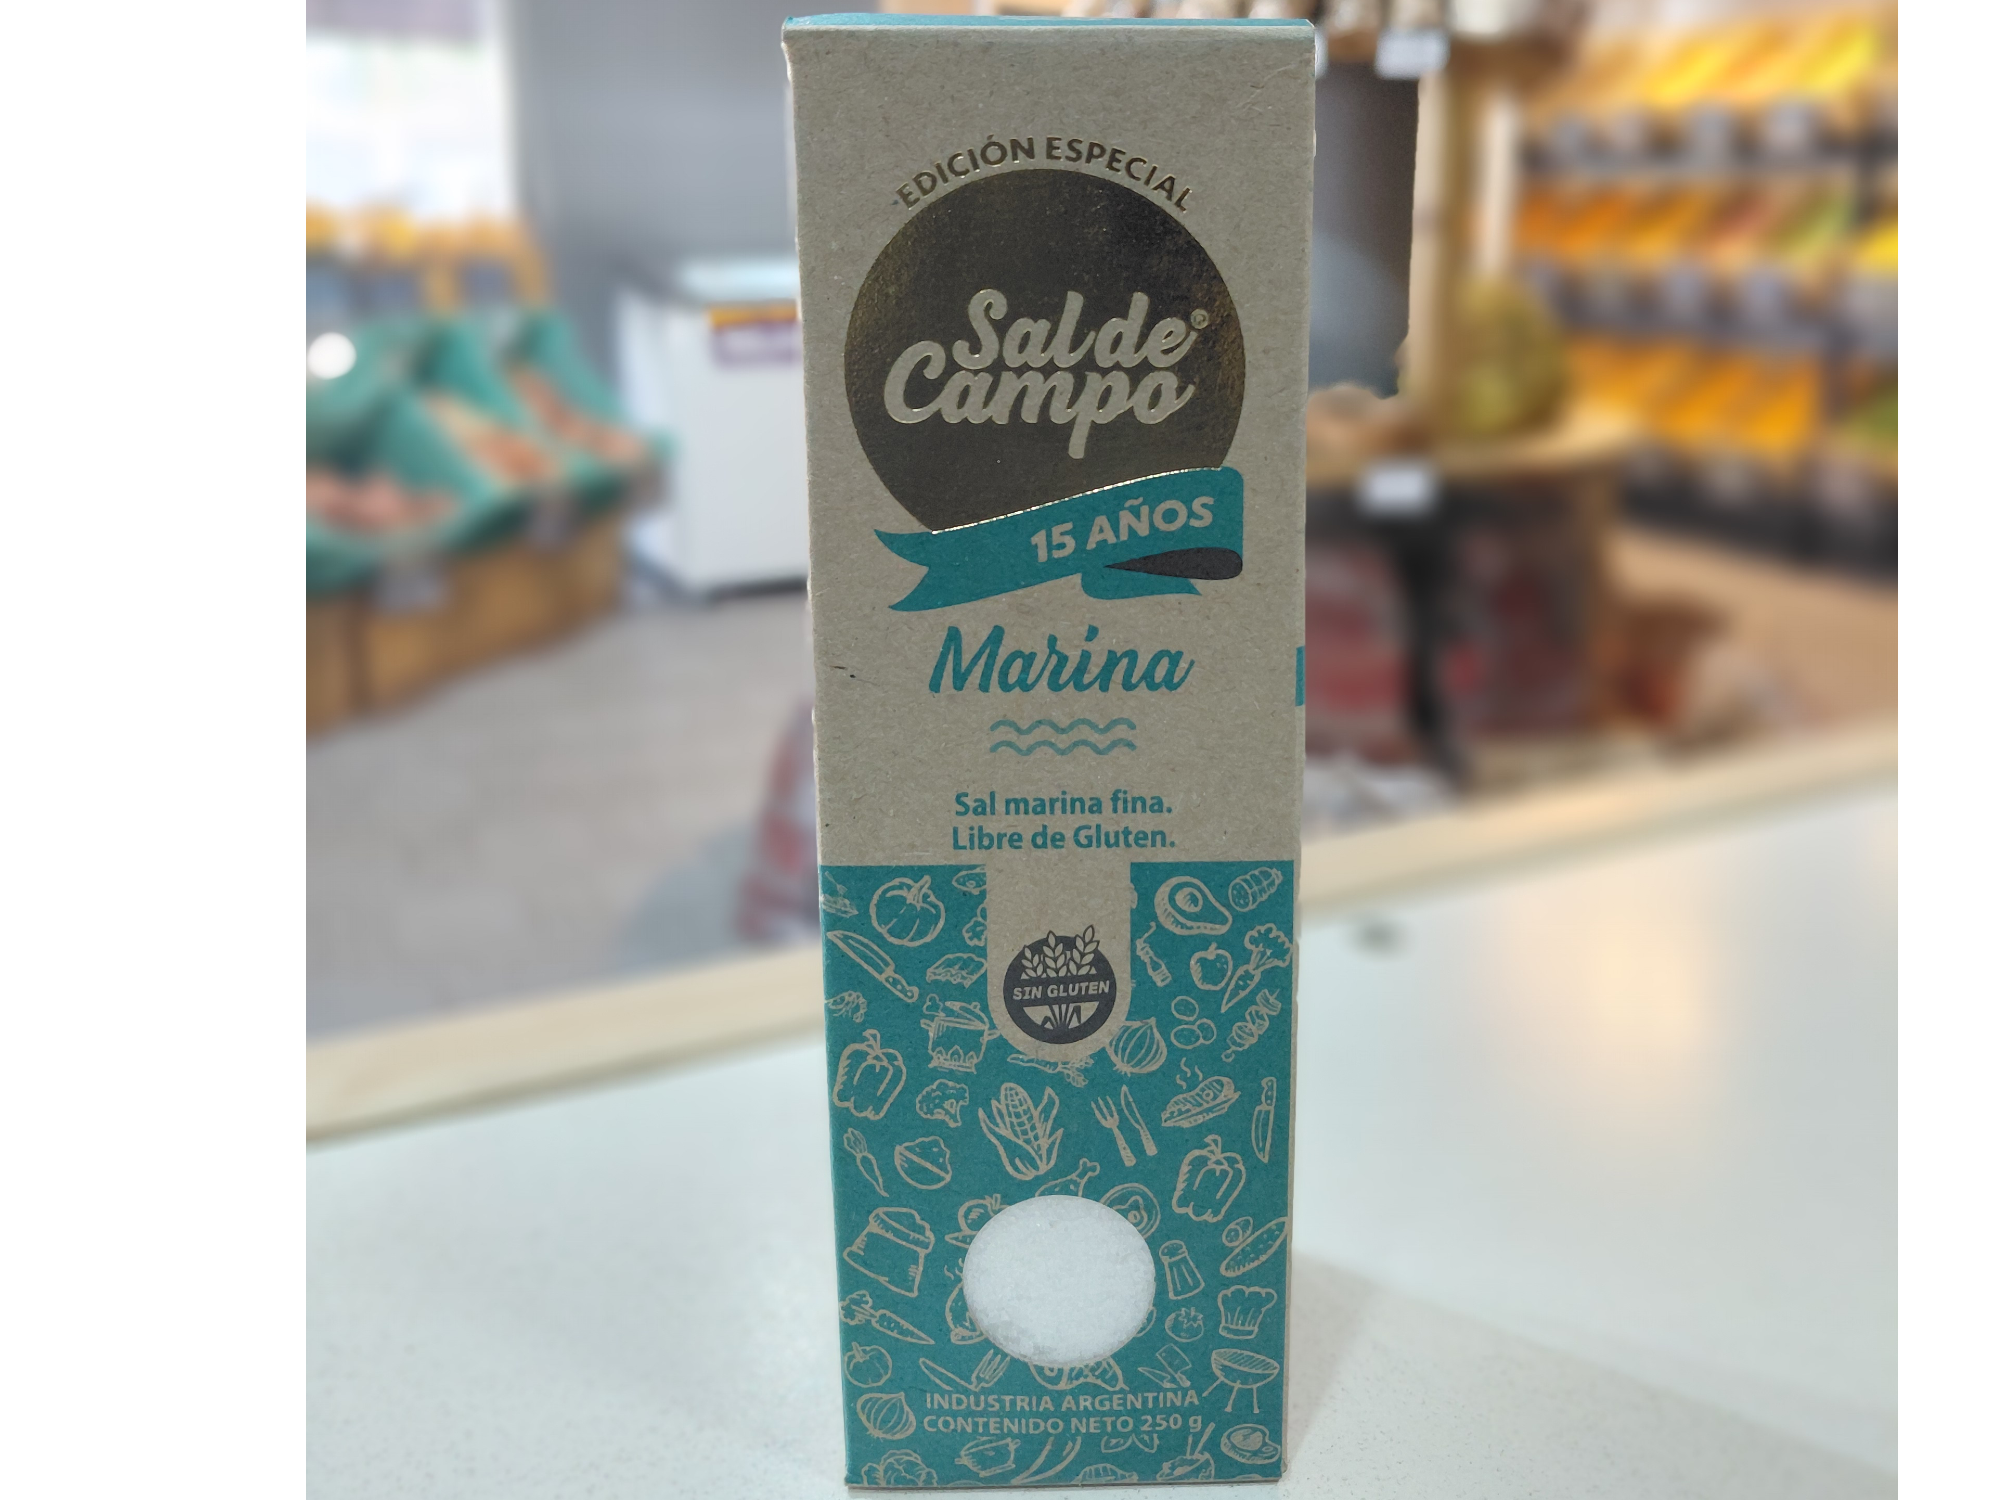 EDICIÓN ESPECIAL
Sal de
Campo
15 AÑOS
Marina
Sal marina fina.
Libre de Gluten.
SIN GLUTEN
INDUSTRIA ARGENTINA
CONTENIDO NETO 250 g